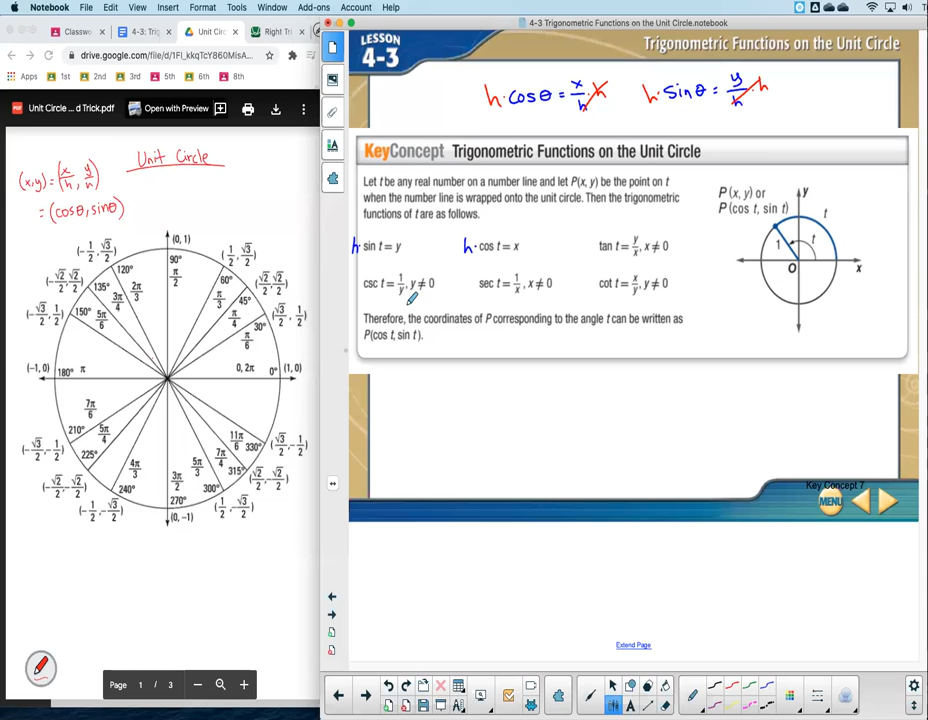 Notebook File Edit View Insert Format Tools Window Add-ons Help Account
Classwo
4-3: Trig
Unit Circ
Right Tri
drive.google.com/file/d/1Fl_kkqTcY860MisA...
Apps 1st 2nd 3rd 5th 6th 8th
Unit Circle ...d Trick.pdf Open with Preview
Unit Circle
(x,y) = (x/h, y/h)
= (cosθ, sinθ)
(0, 1)
(-1/2, √3/2) 120° 90° (1/2, √3/2)
2π/3 π/2 60° π/3
(-√2/2, √2/2) 135° 3π/4 45° π/4 (√2/2, √2/2)
(-√3/2, 1/2) 150° 5π/6 30° π/6 (√3/2, 1/2)
(-1, 0) 180° π 0, 2π 0° (1, 0)
7π/6 210° 11π/6 330°
(-√3/2, -1/2) 5π/4 225° 7π/4 315° (√3/2, -1/2)
(-√2/2, -√2/2) 4π/3 240° 3π/2 270° 5π/3 300° (√2/2, -√2/2)
(-1/2, -√3/2) (0, -1) (1/2, -√3/2)
Page 1 / 3
4-3 Trigonometric Functions on the Unit Circle.notebook
LESSON
4-3
Trigonometric Functions on the Unit Circle
h·cosθ = x/h·h h·sinθ = y/h·h
KeyConcept Trigonometric Functions on the Unit Circle
Let t be any real number on a number line and let P(x, y) be the point on t
when the number line is wrapped onto the unit circle. Then the trigonometric
functions of t are as follows.
h· sin t = y h· cos t = x tan t = y/x, x ≠ 0
csc t = 1/y, y ≠ 0 sec t = 1/x, x ≠ 0 cot t = x/y, y ≠ 0
Therefore, the coordinates of P corresponding to the angle t can be written as
P(cos t, sin t).
P(x, y) or
P(cos t, sin t)
y
t
1
t
O
x
Key Concept 7
MENU
Extend Page